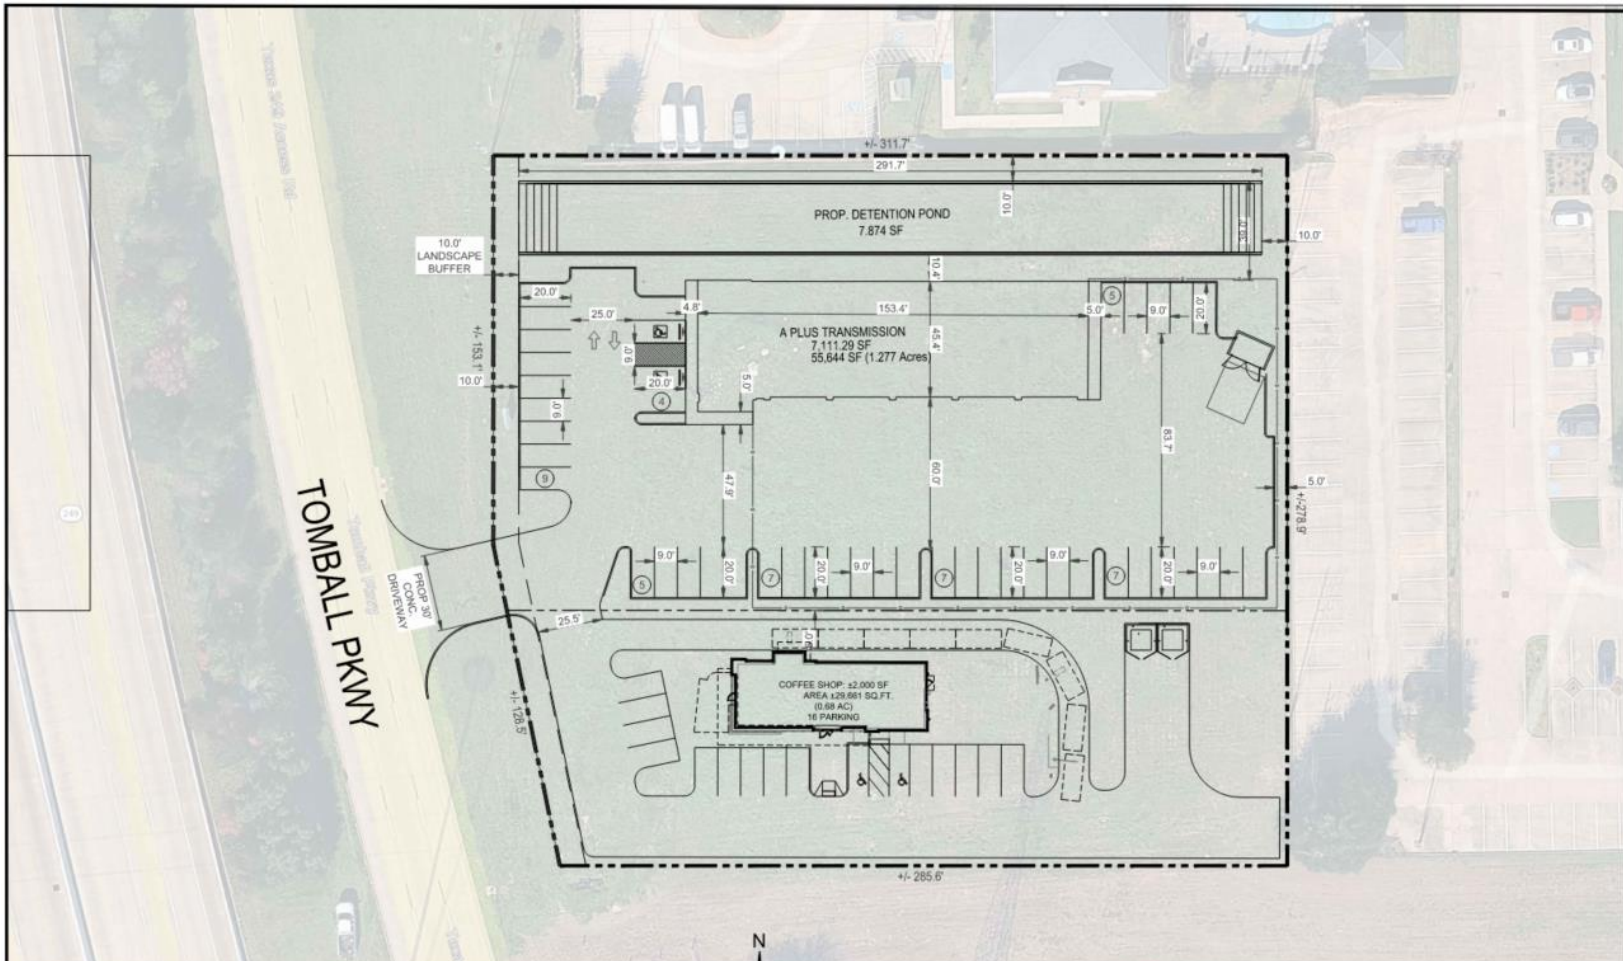 +/- 311.7'
291.7'
10.0'
PROP. DETENTION POND
7.874 SF
39.0'
10.0'
10.0'
LANDSCAPE
BUFFER
10.4'
20.0'
25.0'
4.8'
153.4'
5.0'
5
9.0'
20.0'
A PLUS TRANSMISSION
7,111.29 SF
55,644 SF (1.277 Acres)
45.4'
+/- 153.1'
10.0'
9.0'
20.0'
4
5.0'
9.0'
9
47.9'
60.0'
83.7'
5.0'
+/-278.9'
249
TOMBALL PKWY
PROP 30'
CONC.
DRIVEWAY
9.0'
5
20.0'
7
20.0'
9.0'
7
20.0'
9.0'
7
20.0'
9.0'
25.5'
+/- 128.5'
COFFEE SHOP: ±2,000 SF
AREA ±29,661 SQ.FT.
(0.68 AC)
16 PARKING
+/- 285.6'
N